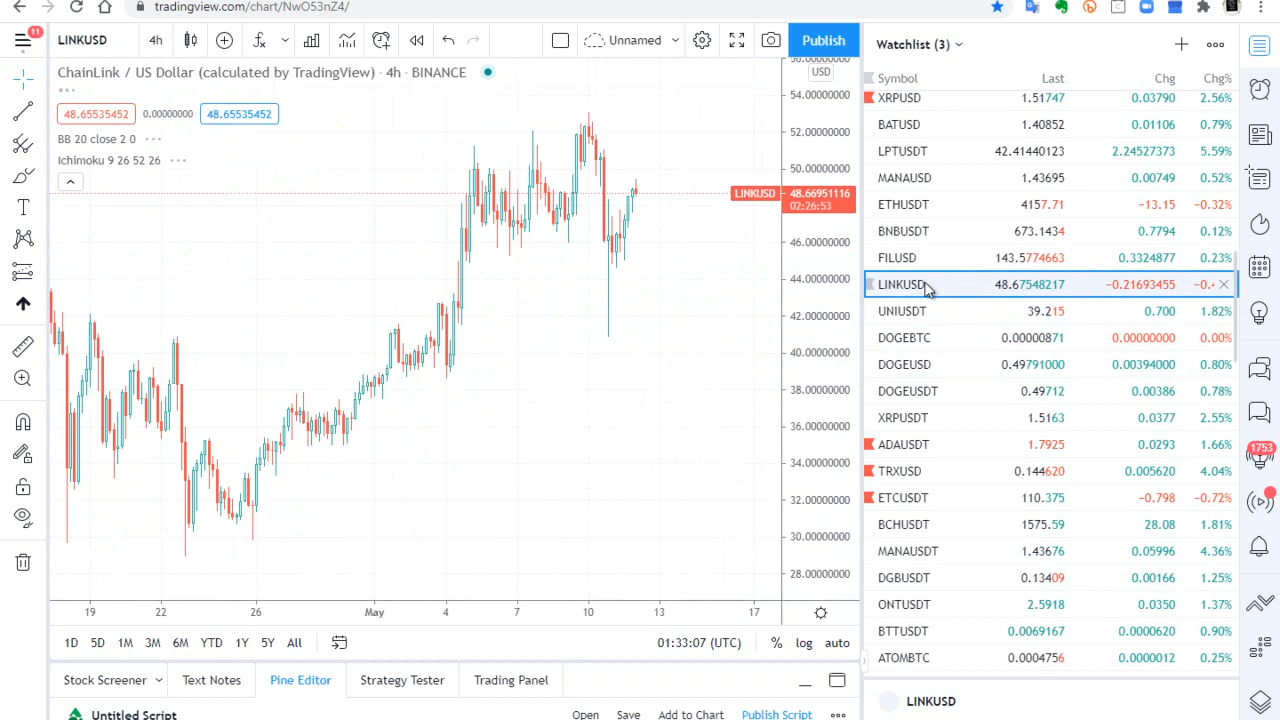 tradingview.com/chart/NwO53nZ4/
11
LINKUSD 4h Unnamed Publish
ChainLink / US Dollar (calculated by TradingView) · 4h · BINANCE
USD
48.65535452 0.00000000 48.65535452
BB 20 close 2 0
Ichimoku 9 26 52 26
56.00000000
54.00000000
52.00000000
50.00000000
LINKUSD 48.66951116
02:26:53
46.00000000
44.00000000
42.00000000
40.00000000
38.00000000
36.00000000
34.00000000
32.00000000
30.00000000
28.00000000
19 22 26 May 4 7 10 13 17
1D 5D 1M 3M 6M YTD 1Y 5Y All 01:33:07 (UTC) % log auto
Stock Screener Text Notes Pine Editor Strategy Tester Trading Panel
Untitled Script Open Save Add to Chart Publish Script
Watchlist (3)
Symbol Last Chg Chg%
XRPUSD 1.51747 0.03790 2.56%
BATUSD 1.40852 0.01106 0.79%
LPTUSDT 42.41440123 2.24527373 5.59%
MANAUSD 1.43695 0.00749 0.52%
ETHUSDT 4157.71 −13.15 −0.32%
BNBUSDT 673.1434 0.7794 0.12%
FILUSD 143.5774663 0.3324877 0.23%
LINKUSD 48.67548217 −0.21693455
UNIUSDT 39.215 0.700 1.82%
DOGEBTC 0.00000871 0.00000000 0.00%
DOGEUSD 0.49791000 0.00394000 0.80%
DOGEUSDT 0.49712 0.00386 0.78%
XRPUSDT 1.5163 0.0377 2.55%
ADAUSDT 1.7925 0.0293 1.66%
TRXUSD 0.144620 0.005620 4.04%
ETCUSDT 110.375 −0.798 −0.72%
BCHUSDT 1575.59 28.08 1.81%
MANAUSDT 1.43676 0.05996 4.36%
DGBUSDT 0.13409 0.00166 1.25%
ONTUSDT 2.5918 0.0350 1.37%
BTTUSDT 0.0069167 0.0000620 0.90%
ATOMBTC 0.0004756 0.0000012 0.25%
LINKUSD
1753